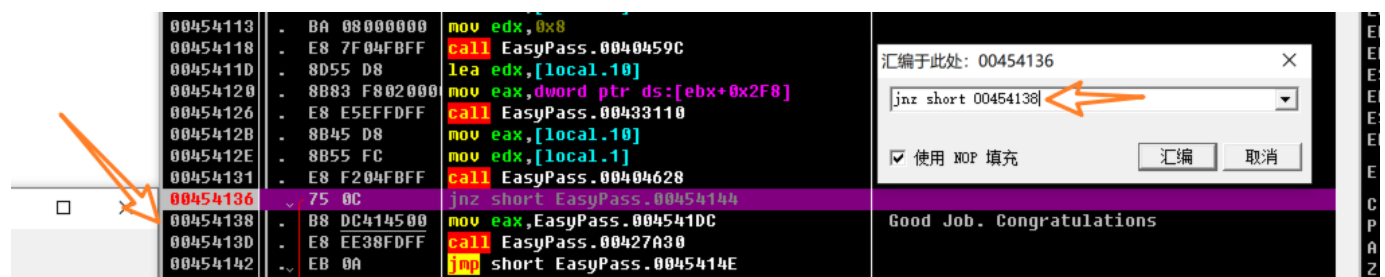 00454113 . BA 08000000 mov edx,0x8
00454118 . E8 7F04FBFF call EasyPass.0040459C
0045411D . 8D55 D8 lea edx,[local.10]
00454120 . 8B83 F802000 mov eax,dword ptr ds:[ebx+0x2F8]
00454126 . E8 E5EFFDFF call EasyPass.00433110
0045412B . 8B45 D8 mov eax,[local.10]
0045412E . 8B55 FC mov edx,[local.1]
00454131 . E8 F204FBFF call EasyPass.00404628
00454136 75 0C jnz short EasyPass.00454144
00454138 . B8 DC414500 mov eax,EasyPass.004541DC Good Job. Congratulations
0045413D . E8 EE38FDFF call EasyPass.00427A30
00454142 . EB 0A jmp short EasyPass.0045414E
汇编于此处: 00454136
jnz short 00454138
使用 NOP 填充
汇编
取消